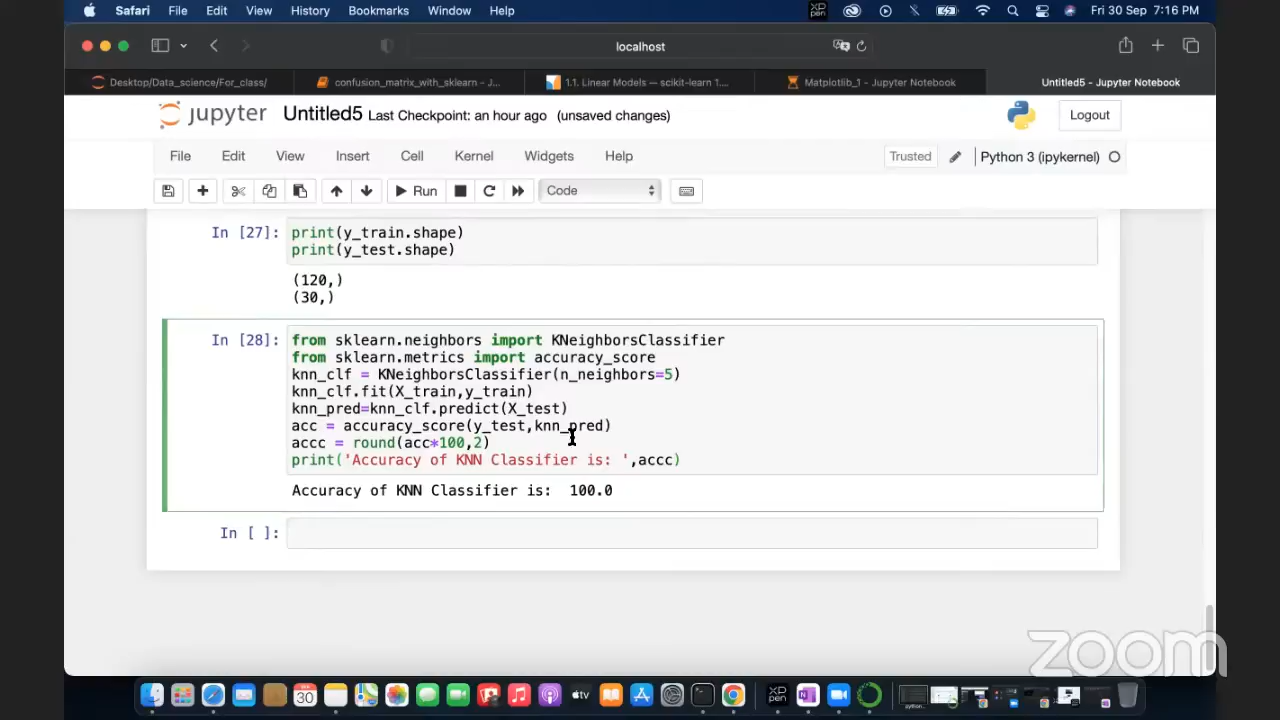 Safari File Edit View History Bookmarks Window Help XP pen Fri 30 Sep 7:16 PM
localhost
Desktop/Data_science/For_class/ confusion_matrix_with_sklearn - J... 1.1. Linear Models — scikit-learn 1.... Matplotlib_1 - Jupyter Notebook Untitled5 - Jupyter Notebook
jupyter Untitled5 Last Checkpoint: an hour ago (unsaved changes) Logout
File Edit View Insert Cell Kernel Widgets Help Trusted Python 3 (ipykernel)
Run Code
In [27]: print(y_train.shape)
print(y_test.shape)
(120,)
(30,)
In [28]: from sklearn.neighbors import KNeighborsClassifier
from sklearn.metrics import accuracy_score
knn_clf = KNeighborsClassifier(n_neighbors=5)
knn_clf.fit(X_train,y_train)
knn_pred=knn_clf.predict(X_test)
acc = accuracy_score(y_test,knn_pred)
accc = round(acc*100,2)
print('Accuracy of KNN Classifier is: ',accc)
Accuracy of KNN Classifier is:  100.0
In [ ]:
zoom
30 tv XP pen